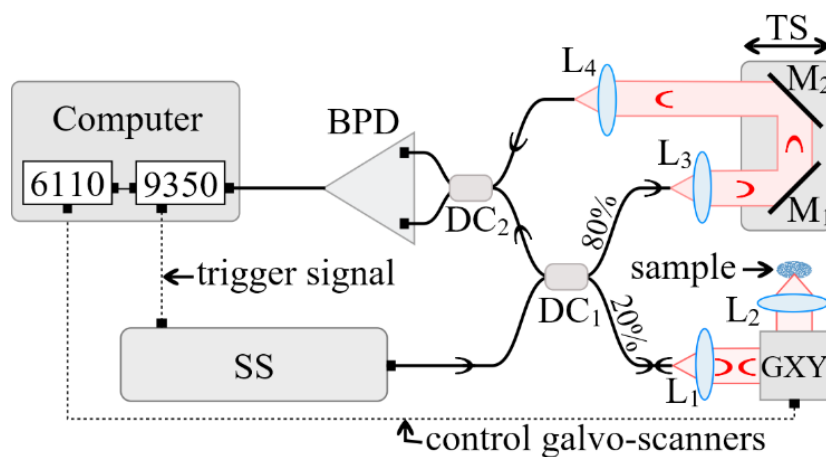 TS
L₄
M₂
Computer
BPD
6110
9350
L₃
M₁
DC₂
80%
trigger signal
sample
DC₁
20%
L₂
SS
L₁
GXY
control galvo-scanners